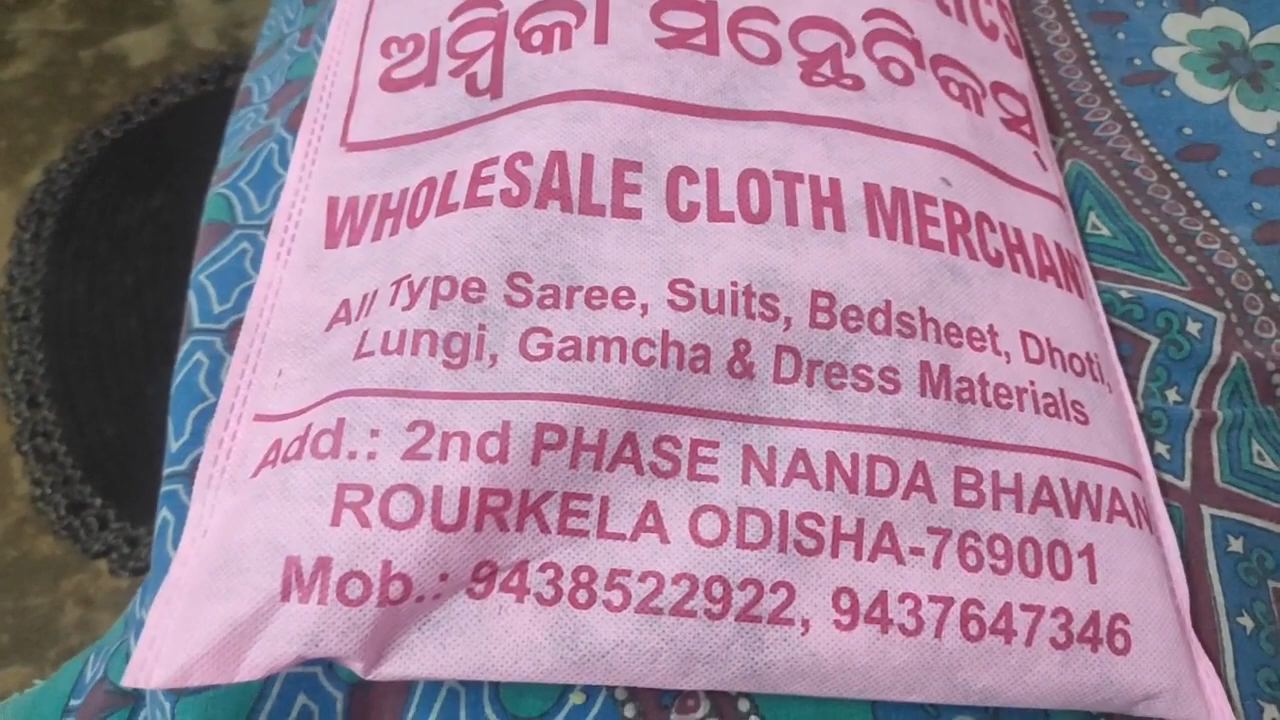 ଅମ୍ବିକା ସନ୍ଥେଟିକସ୍
WHOLESALE CLOTH MERCHANT
All Type Saree, Suits, Bedsheet, Dhoti,
Lungi, Gamcha & Dress Materials
Add.: 2nd PHASE NANDA BHAWAN
ROURKELA ODISHA-769001
Mob.: 9438522922, 9437647346